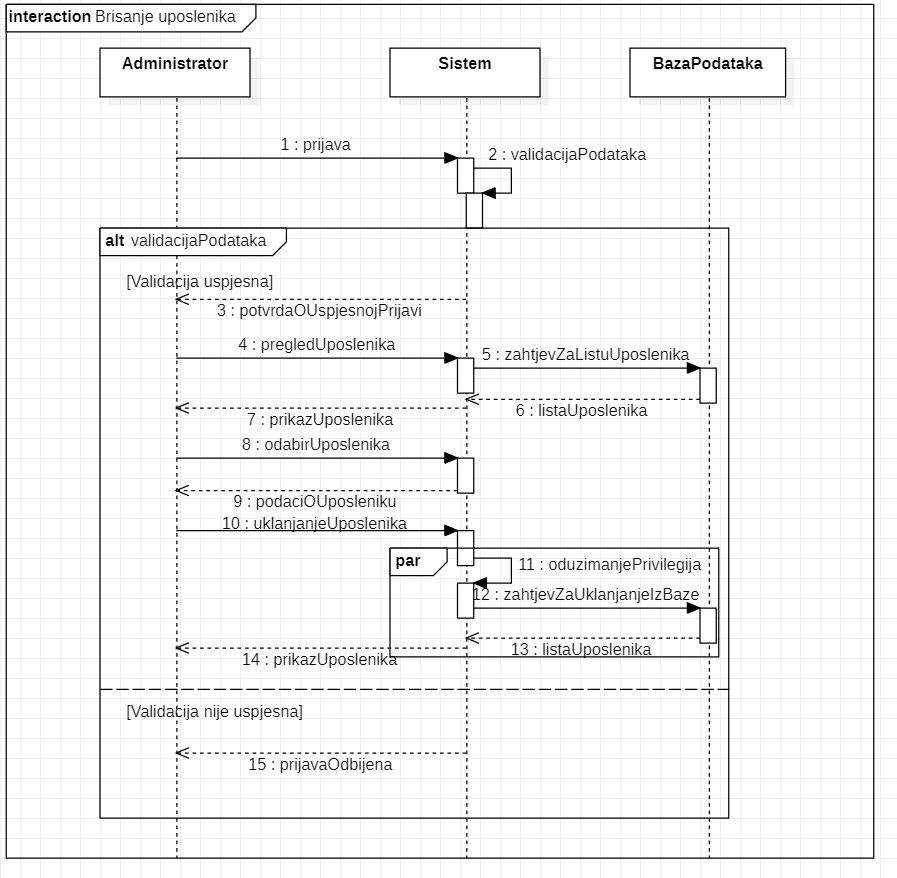 interaction Brisanje uposlenika
Administrator
Sistem
BazaPodataka
1 : prijava
2 : validacijaPodataka
alt validacijaPodataka
[Validacija uspjesna]
3 : potvrdaOUspjesnojPrijavi
4 : pregledUposlenika
5 : zahtjevZaListuUposlenika
6 : listaUposlenika
7 : prikazUposlenika
8 : odabirUposlenika
9 : podaciOUposleniku
10 : uklanjanjeUposlenika
par
11 : oduzimanjePrivilegija
12 : zahtjevZaUklanjanjeIzBaze
13 : listaUposlenika
14 : prikazUposlenika
[Validacija nije uspjesna]
15 : prijavaOdbijena